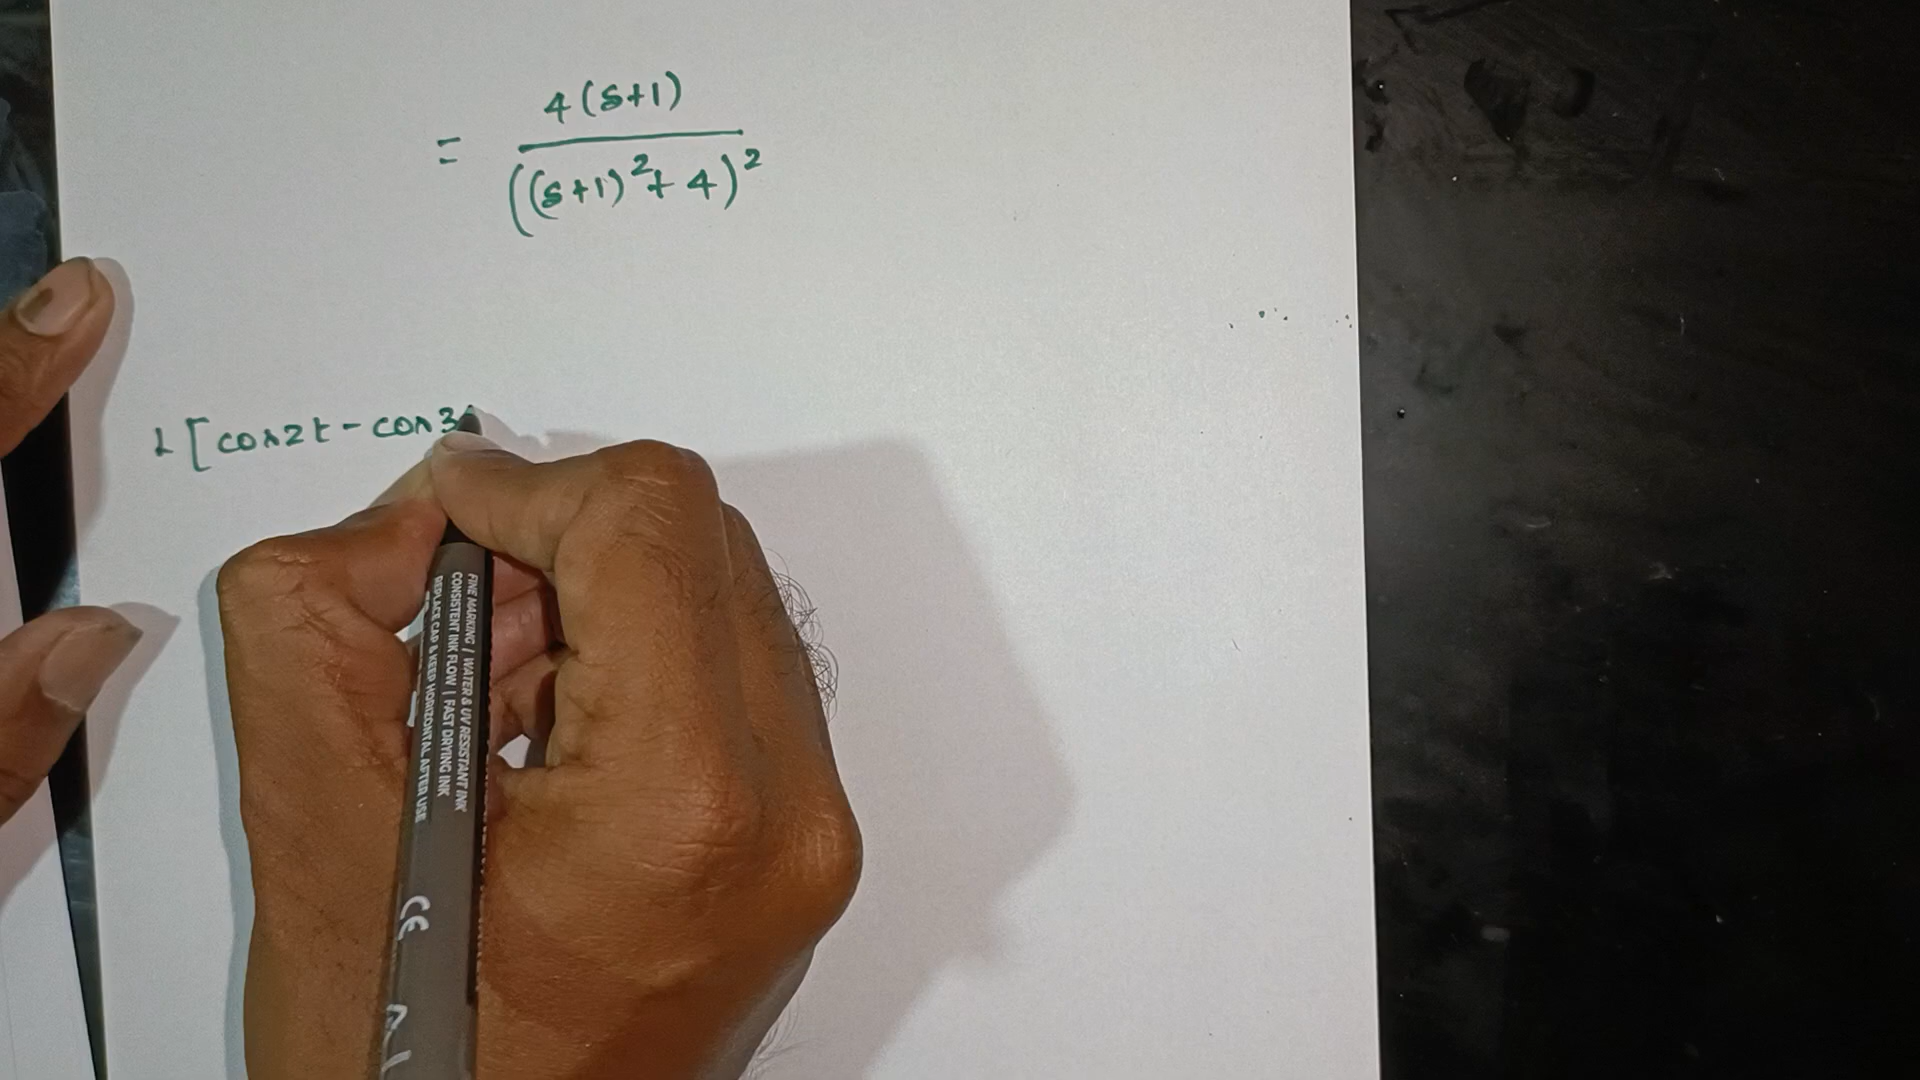 4(s+1)
=
((s+1)²+ 4)²
L [cos2t - cos3
FINE MARKING / WATER & UV RESISTANT INK
CONSISTENT INK FLOW | FAST DRYING INK
REPLACE CAP & KEEP HORIZONTAL AFTER USE
CE